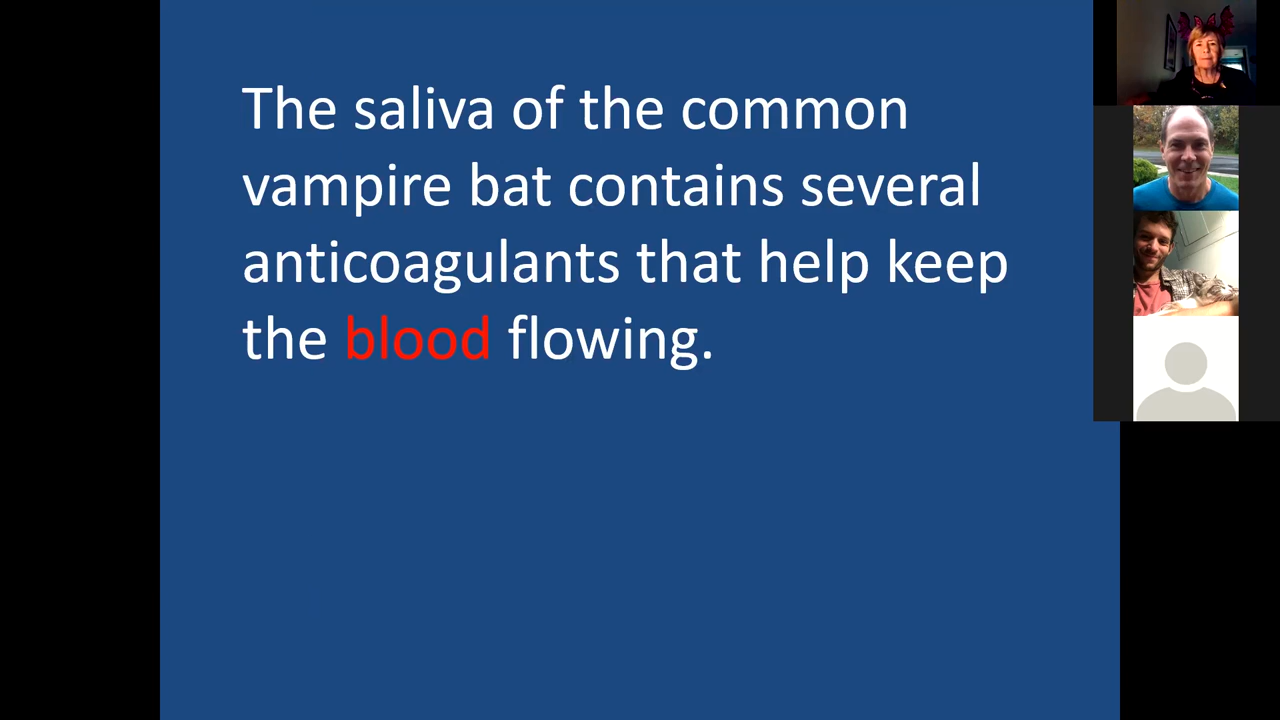 The saliva of the common
vampire bat contains several
anticoagulants that help keep
the blood flowing.